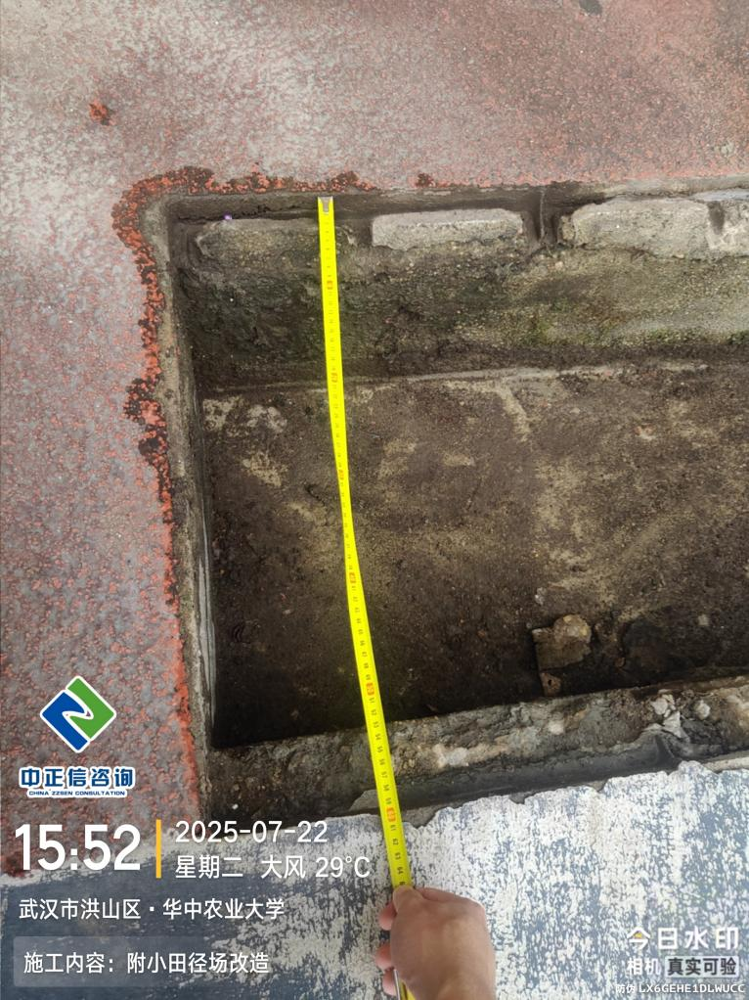 中正信咨询
CHINA ZZSEN CONSULTATION
15:52
2025-07-22
星期二 大风 29°C
武汉市洪山区·华中农业大学
施工内容：附小田径场改造
今日水印
相机 真实可验
防伪 LX6GEHE1DLWUCC